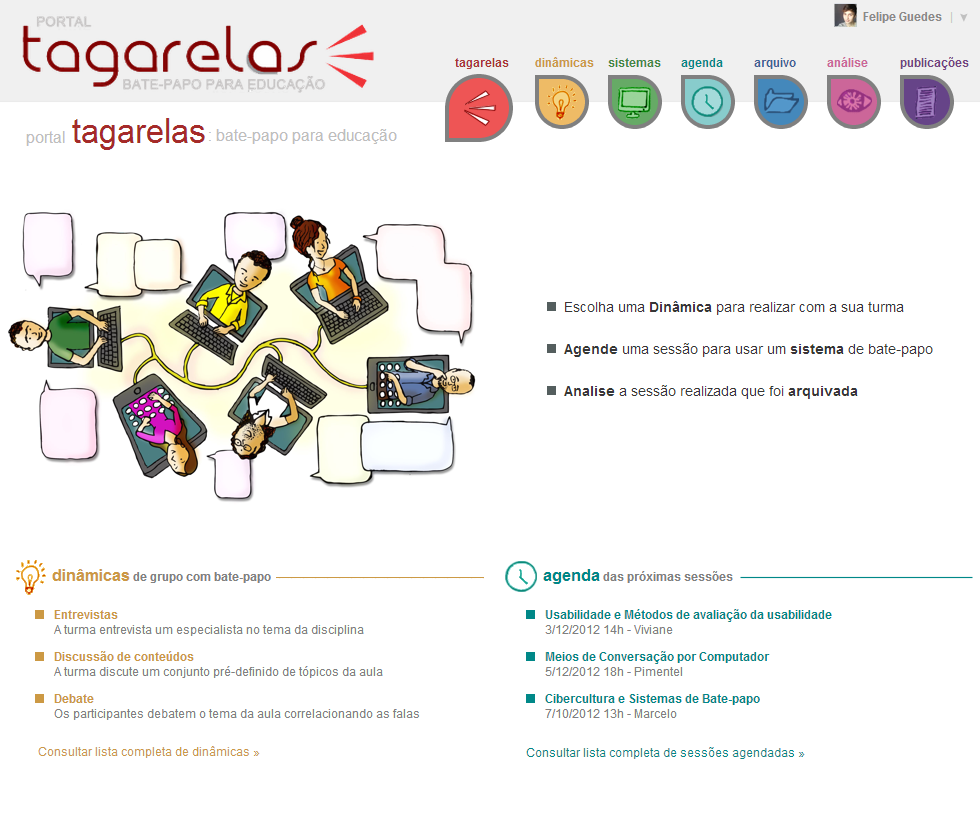 PORTAL
tagarelas
BATE-PAPO PARA EDUCAÇÃO
Felipe Guedes | ▼
tagarelas
dinâmicas
sistemas
agenda
arquivo
análise
publicações
portal tagarelas: bate-papo para educação
Escolha uma Dinâmica para realizar com a sua turma
Agende uma sessão para usar um sistema de bate-papo
Analise a sessão realizada que foi arquivada
dinâmicas de grupo com bate-papo
Entrevistas
A turma entrevista um especialista no tema da disciplina
Discussão de conteúdos
A turma discute um conjunto pré-definido de tópicos da aula
Debate
Os participantes debatem o tema da aula correlacionando as falas
Consultar lista completa de dinâmicas »
agenda das próximas sessões
Usabilidade e Métodos de avaliação da usabilidade
3/12/2012 14h - Viviane
Meios de Conversação por Computador
5/12/2012 18h - Pimentel
Cibercultura e Sistemas de Bate-papo
7/10/2012 13h - Marcelo
Consultar lista completa de sessões agendadas »